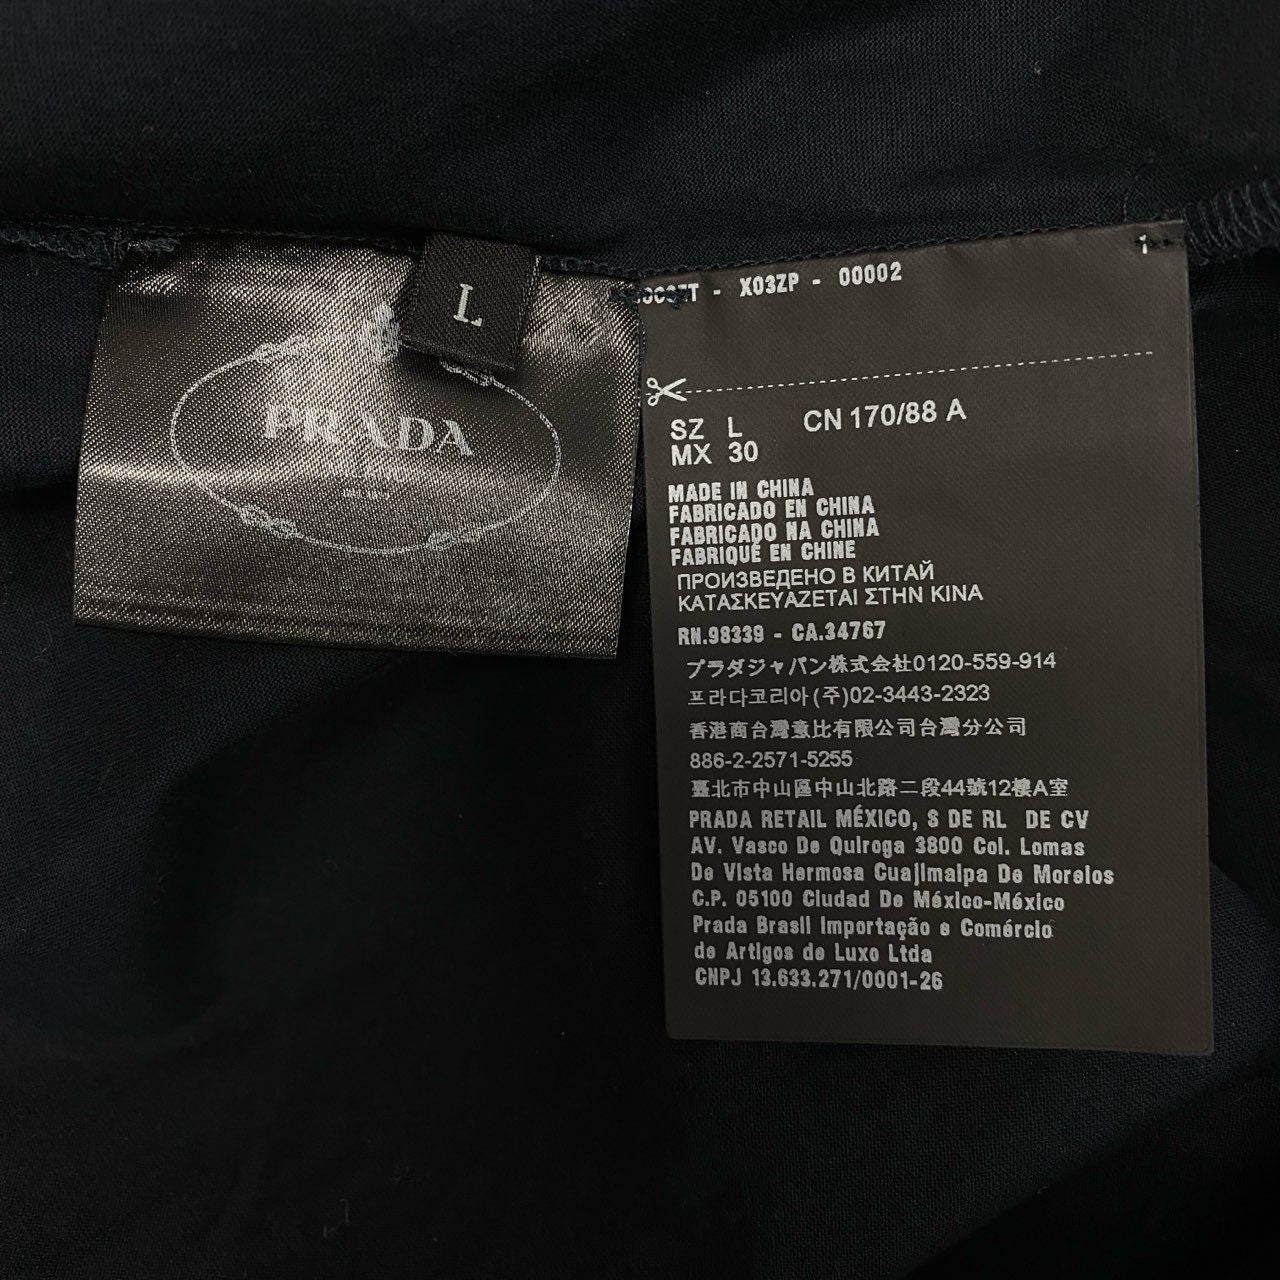 L
PRADA
- X03ZP - 00002
1
SZ L CN 170/88 A
MX 30
MADE IN CHINA
FABRICADO EN CHINA
FABRICADO NA CHINA
FABRIQUÉ EN CHINE
ПРОИЗВЕДЕНО В КИТАЙ
ΚΑΤΑΣΚΕΥΑΖΕΤΑΙ ΣΤΗΝ ΚΙΝΑ
RN.98339 - CA.34767
プラダジャパン株式会社0120-559-914
프라다코리아(주)02-3443-2323
香港商台灣意比有限公司台灣分公司
886-2-2571-5255
臺北市中山區中山北路二段44號12樓A室
PRADA RETAIL MÉXICO, S DE RL DE CV
AV. Vasco De Quiroga 3800 Col. Lomas
De Vista Hermosa Cuajimalpa De Morelos
C.P. 05100 Ciudad De México-México
Prada Brasil Importação e Comércio
de Artigos de Luxo Ltda
CNPJ 13.633.271/0001-26